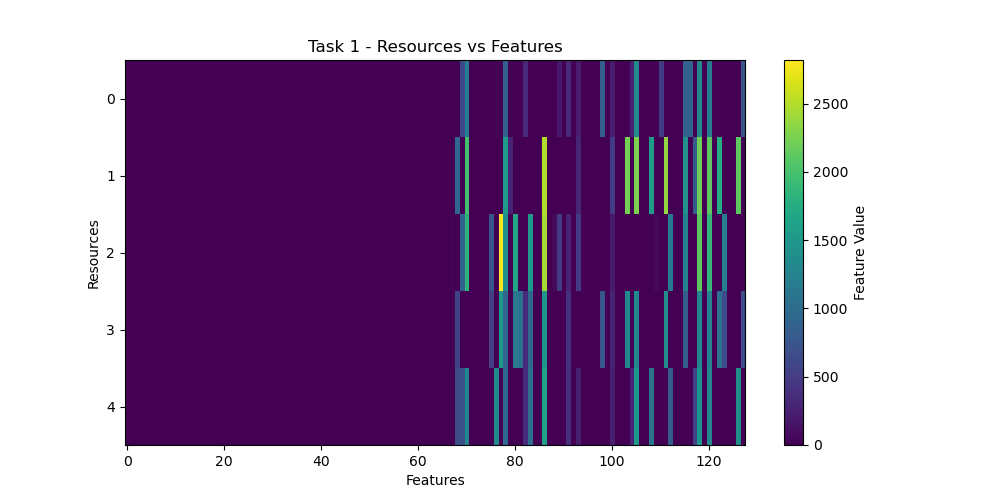 Task 1 - Resources vs Features
Resources
0
1
2
3
4
0 20 40 60 80 100 120
Features
2500
2000
1500
1000
500
0
Feature Value